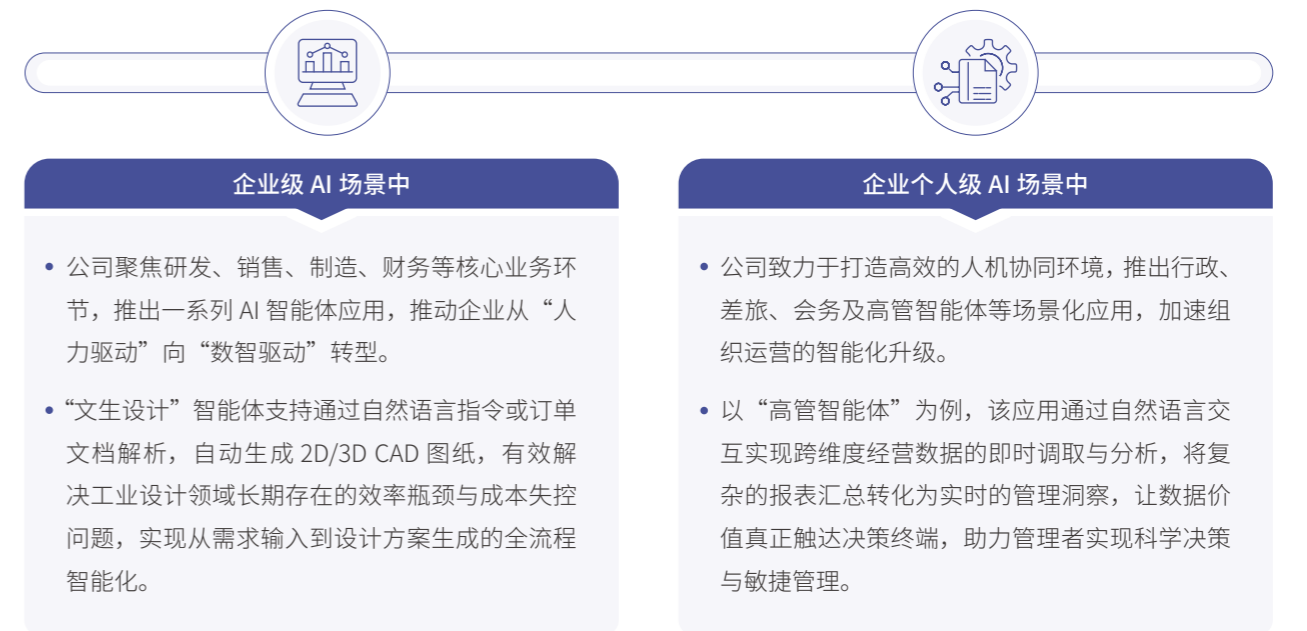 企业级 AI 场景中
• 公司聚焦研发、销售、制造、财务等核心业务环
节，推出一系列 AI 智能体应用，推动企业从“人
力驱动”向“数智驱动”转型。
• “文生设计”智能体支持通过自然语言指令或订单
文档解析，自动生成 2D/3D CAD 图纸，有效解
决工业设计领域长期存在的效率瓶颈与成本失控
问题，实现从需求输入到设计方案生成的全流程
智能化。
企业个人级 AI 场景中
• 公司致力于打造高效的人机协同环境，推出行政、
差旅、会务及高管智能体等场景化应用，加速组
织运营的智能化升级。
• 以“高管智能体”为例，该应用通过自然语言交
互实现跨维度经营数据的即时调取与分析，将复
杂的报表汇总转化为实时的管理洞察，让数据价
值真正触达决策终端，助力管理者实现科学决策
与敏捷管理。